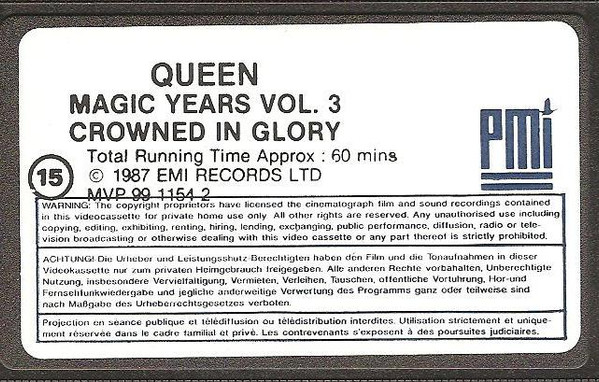 QUEEN
MAGIC YEARS VOL. 3
CROWNED IN GLORY
Total Running Time Approx : 60 mins
15 © 1987 EMI RECORDS LTD
MVP 99 1154 2
pmi
WARNING: The copyright proprietors have licensed the cinematograph film and sound recordings contained
in this videocassette for private home use only. All other rights are reserved. Any unauthorised use including
copying, editing, exhibiting, renting, hiring, lending, exchanging, public performance, diffusion, radio or tele-
vision broadcasting or otherwise dealing with this video cassette or any part thereof is strictly prohibited.
ACHTUNG! Die Urheber und Leistungsshutz-Berechtigten haben den Film und die Tonaufnahmen in dieser
Videokassette nur zum privaten Heimgebrauch freigegeben. Alle anderen Rechte vorbahalten, Unberechtigte
Nutzung, insbesondere Vervielfaltigung, Vermieten, Verleihen, Tauschen, offentliche Vortuhrung, Hor-und
Fernsehfunkwiedergabe und jegliche anderweitige Verwertung des Programms ganz oder teilweise sind
nach Maßgabe des Urheberrechtsgesetzes verboten.
Projection en séance publique et télédiffusion ou télédistribution interdites. Utilisation strictement et unique-
ment réservée dans le cadre familial et privé. Les contrevenants s'exposent à des poursuites judiciaires.